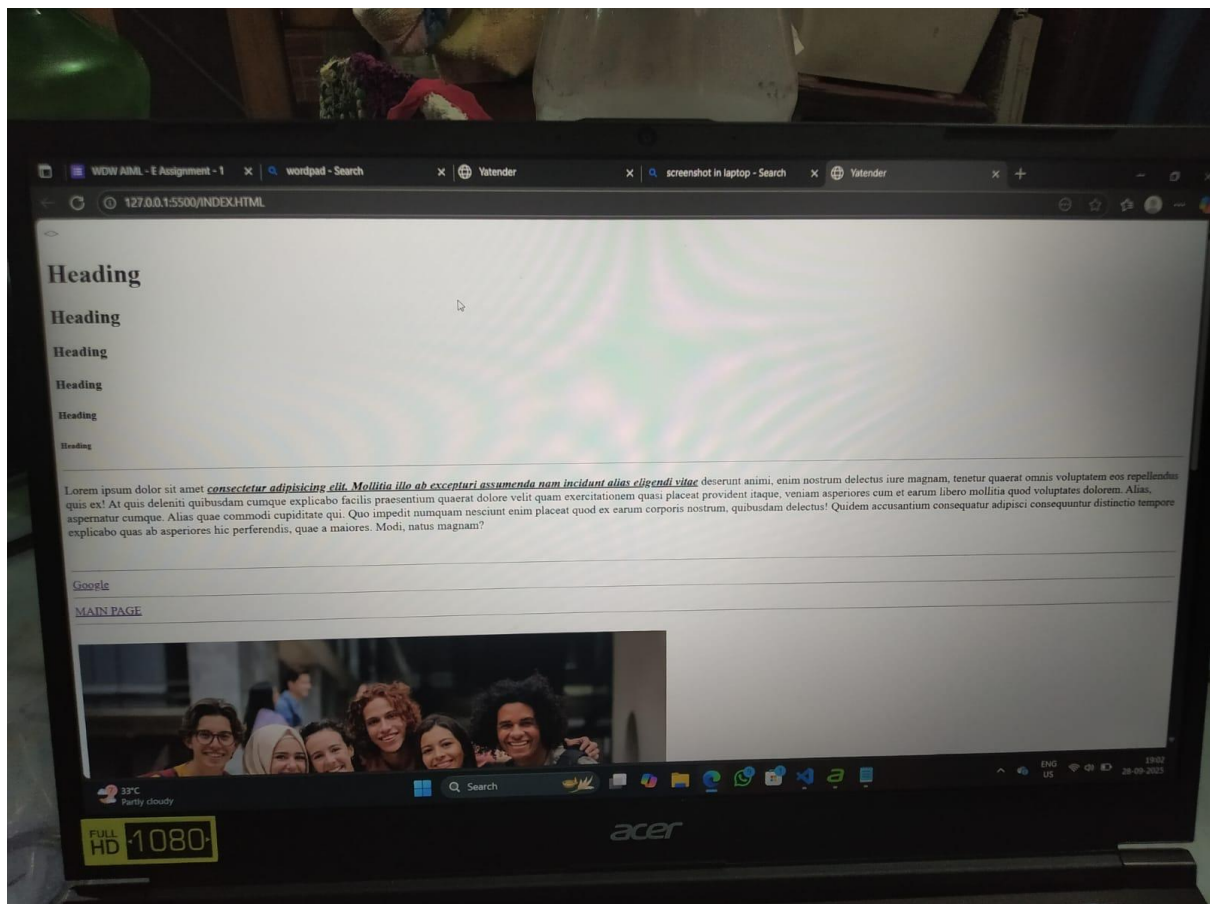 WDW AIML - E Assignment - 1
wordpad - Search
Yatender
screenshot in laptop - Search
Yatender
127.0.0.1:5500/INDEX.HTML
<>
Heading
Heading
Heading
Heading
Heading
Heading
Lorem ipsum dolor sit amet consectetur adipisicing elit. Mollitia illo ab excepturi assumenda nam incidunt alias eligendi vitae deserunt animi, enim nostrum delectus iure magnam, tenetur quaerat omnis voluptatem eos repellendus
quis ex! At quis deleniti quibusdam cumque explicabo facilis praesentium quaerat dolore velit quam exercitationem quasi placeat provident itaque, veniam asperiores cum et earum libero mollitia quod voluptates dolorem. Alias,
aspernatur cumque. Alias quae commodi cupiditate qui. Quo impedit numquam nesciunt enim placeat quod ex earum corporis nostrum, quibusdam delectus! Quidem accusantium consequatur adipisci consequuntur distinctio tempore
explicabo quas ab asperiores hic perferendis, quae a maiores. Modi, natus magnam?
Google
MAIN PAGE
33°C
Partly cloudy
Search
ENG
US
19:02
28-09-2025
FULL HD 1080
acer